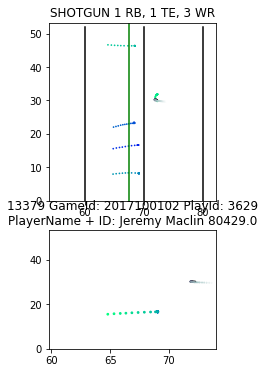 SHOTGUN 1 RB, 1 TE, 3 WR
50
40
30
20
10
0
60 70 80
13379 GameId: 2017100102 PlayId: 3629
PlayerName + ID: Jeremy Maclin 80429.0
40
20
0
60 65 70